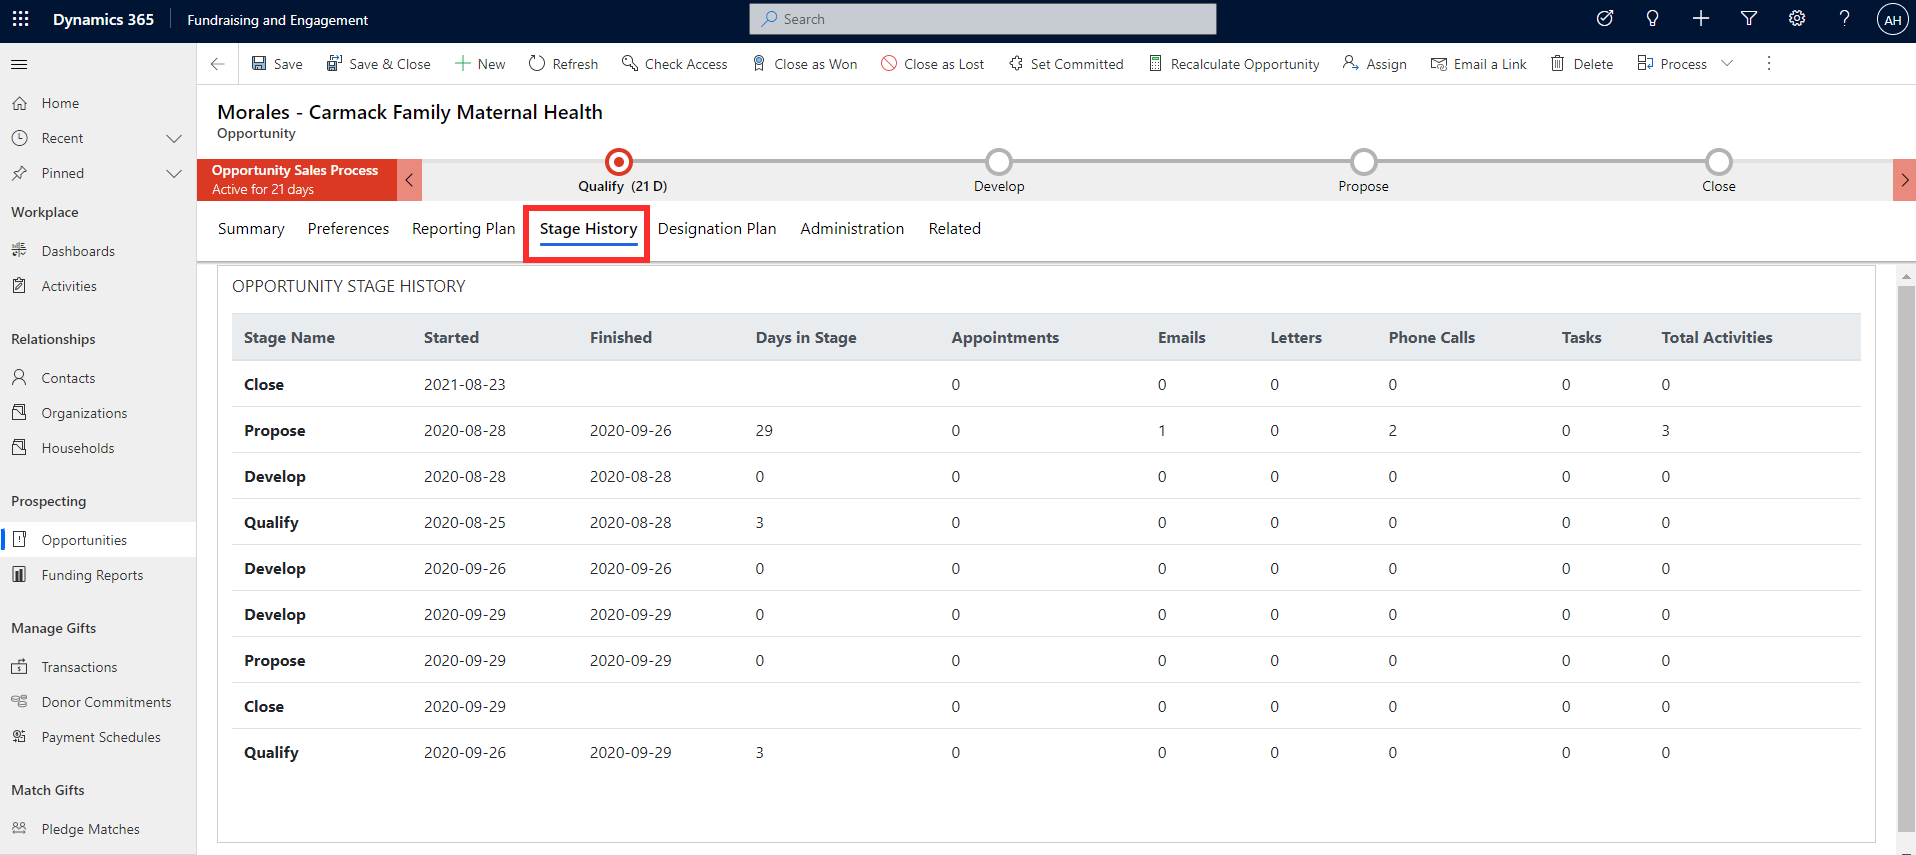 Dynamics 365 Fundraising and Engagement Search AH
Save Save & Close New Refresh Check Access Close as Won Close as Lost Set Committed Recalculate Opportunity Assign Email a Link Delete Process
Home
Recent
Pinned
Workplace
Dashboards
Activities
Relationships
Contacts
Organizations
Households
Prospecting
Opportunities
Funding Reports
Manage Gifts
Transactions
Donor Commitments
Payment Schedules
Match Gifts
Pledge Matches
Morales - Carmack Family Maternal Health
Opportunity
Opportunity Sales Process
Active for 21 days
Qualify (21 D) Develop Propose Close
Summary Preferences Reporting Plan Stage History Designation Plan Administration Related
OPPORTUNITY STAGE HISTORY
Stage Name Started Finished Days in Stage Appointments Emails Letters Phone Calls Tasks Total Activities
Close 2021-08-23 0 0 0 0 0 0
Propose 2020-08-28 2020-09-26 29 0 1 0 2 0 3
Develop 2020-08-28 2020-08-28 0 0 0 0 0 0 0
Qualify 2020-08-25 2020-08-28 3 0 0 0 0 0 0
Develop 2020-09-26 2020-09-26 0 0 0 0 0 0 0
Develop 2020-09-29 2020-09-29 0 0 0 0 0 0 0
Propose 2020-09-29 2020-09-29 0 0 0 0 0 0 0
Close 2020-09-29 0 0 0 0 0 0
Qualify 2020-09-26 2020-09-29 3 0 0 0 0 0 0